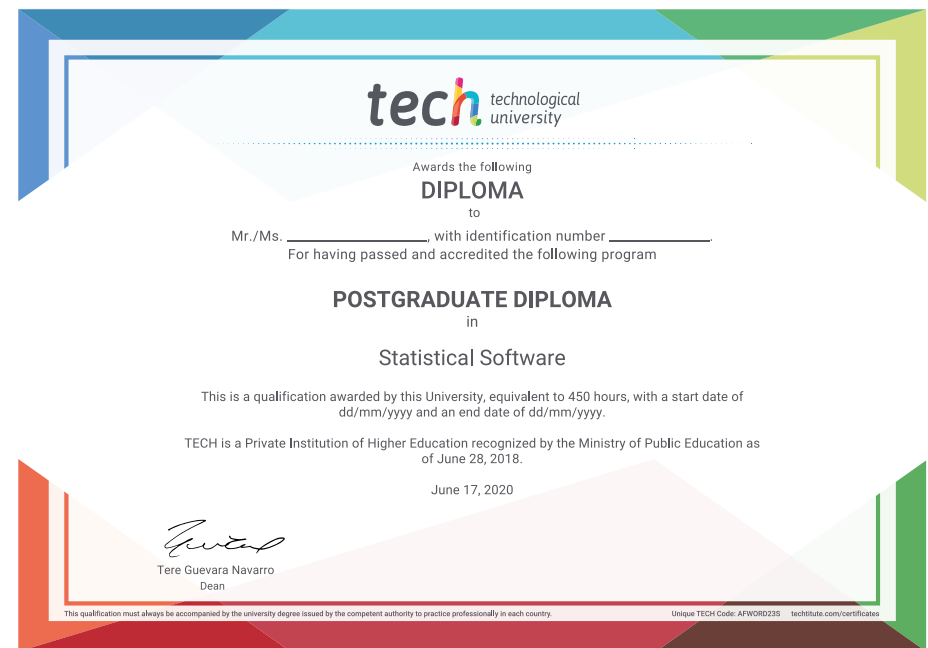 tech technological
university
Awards the following
DIPLOMA
to
Mr./Ms. ____________, with identification number ____________.
For having passed and accredited the following program
POSTGRADUATE DIPLOMA
in
Statistical Software
This is a qualification awarded by this University, equivalent to 450 hours, with a start date of
dd/mm/yyyy and an end date of dd/mm/yyyy.
TECH is a Private Institution of Higher Education recognized by the Ministry of Public Education as
of June 28, 2018.
June 17, 2020
Tere Guevara Navarro
Dean
This qualification must always be accompanied by the university degree issued by the competent authority to practice professionally in each country. Unique TECH Code: AFWORD23S techtitute.com/certificates